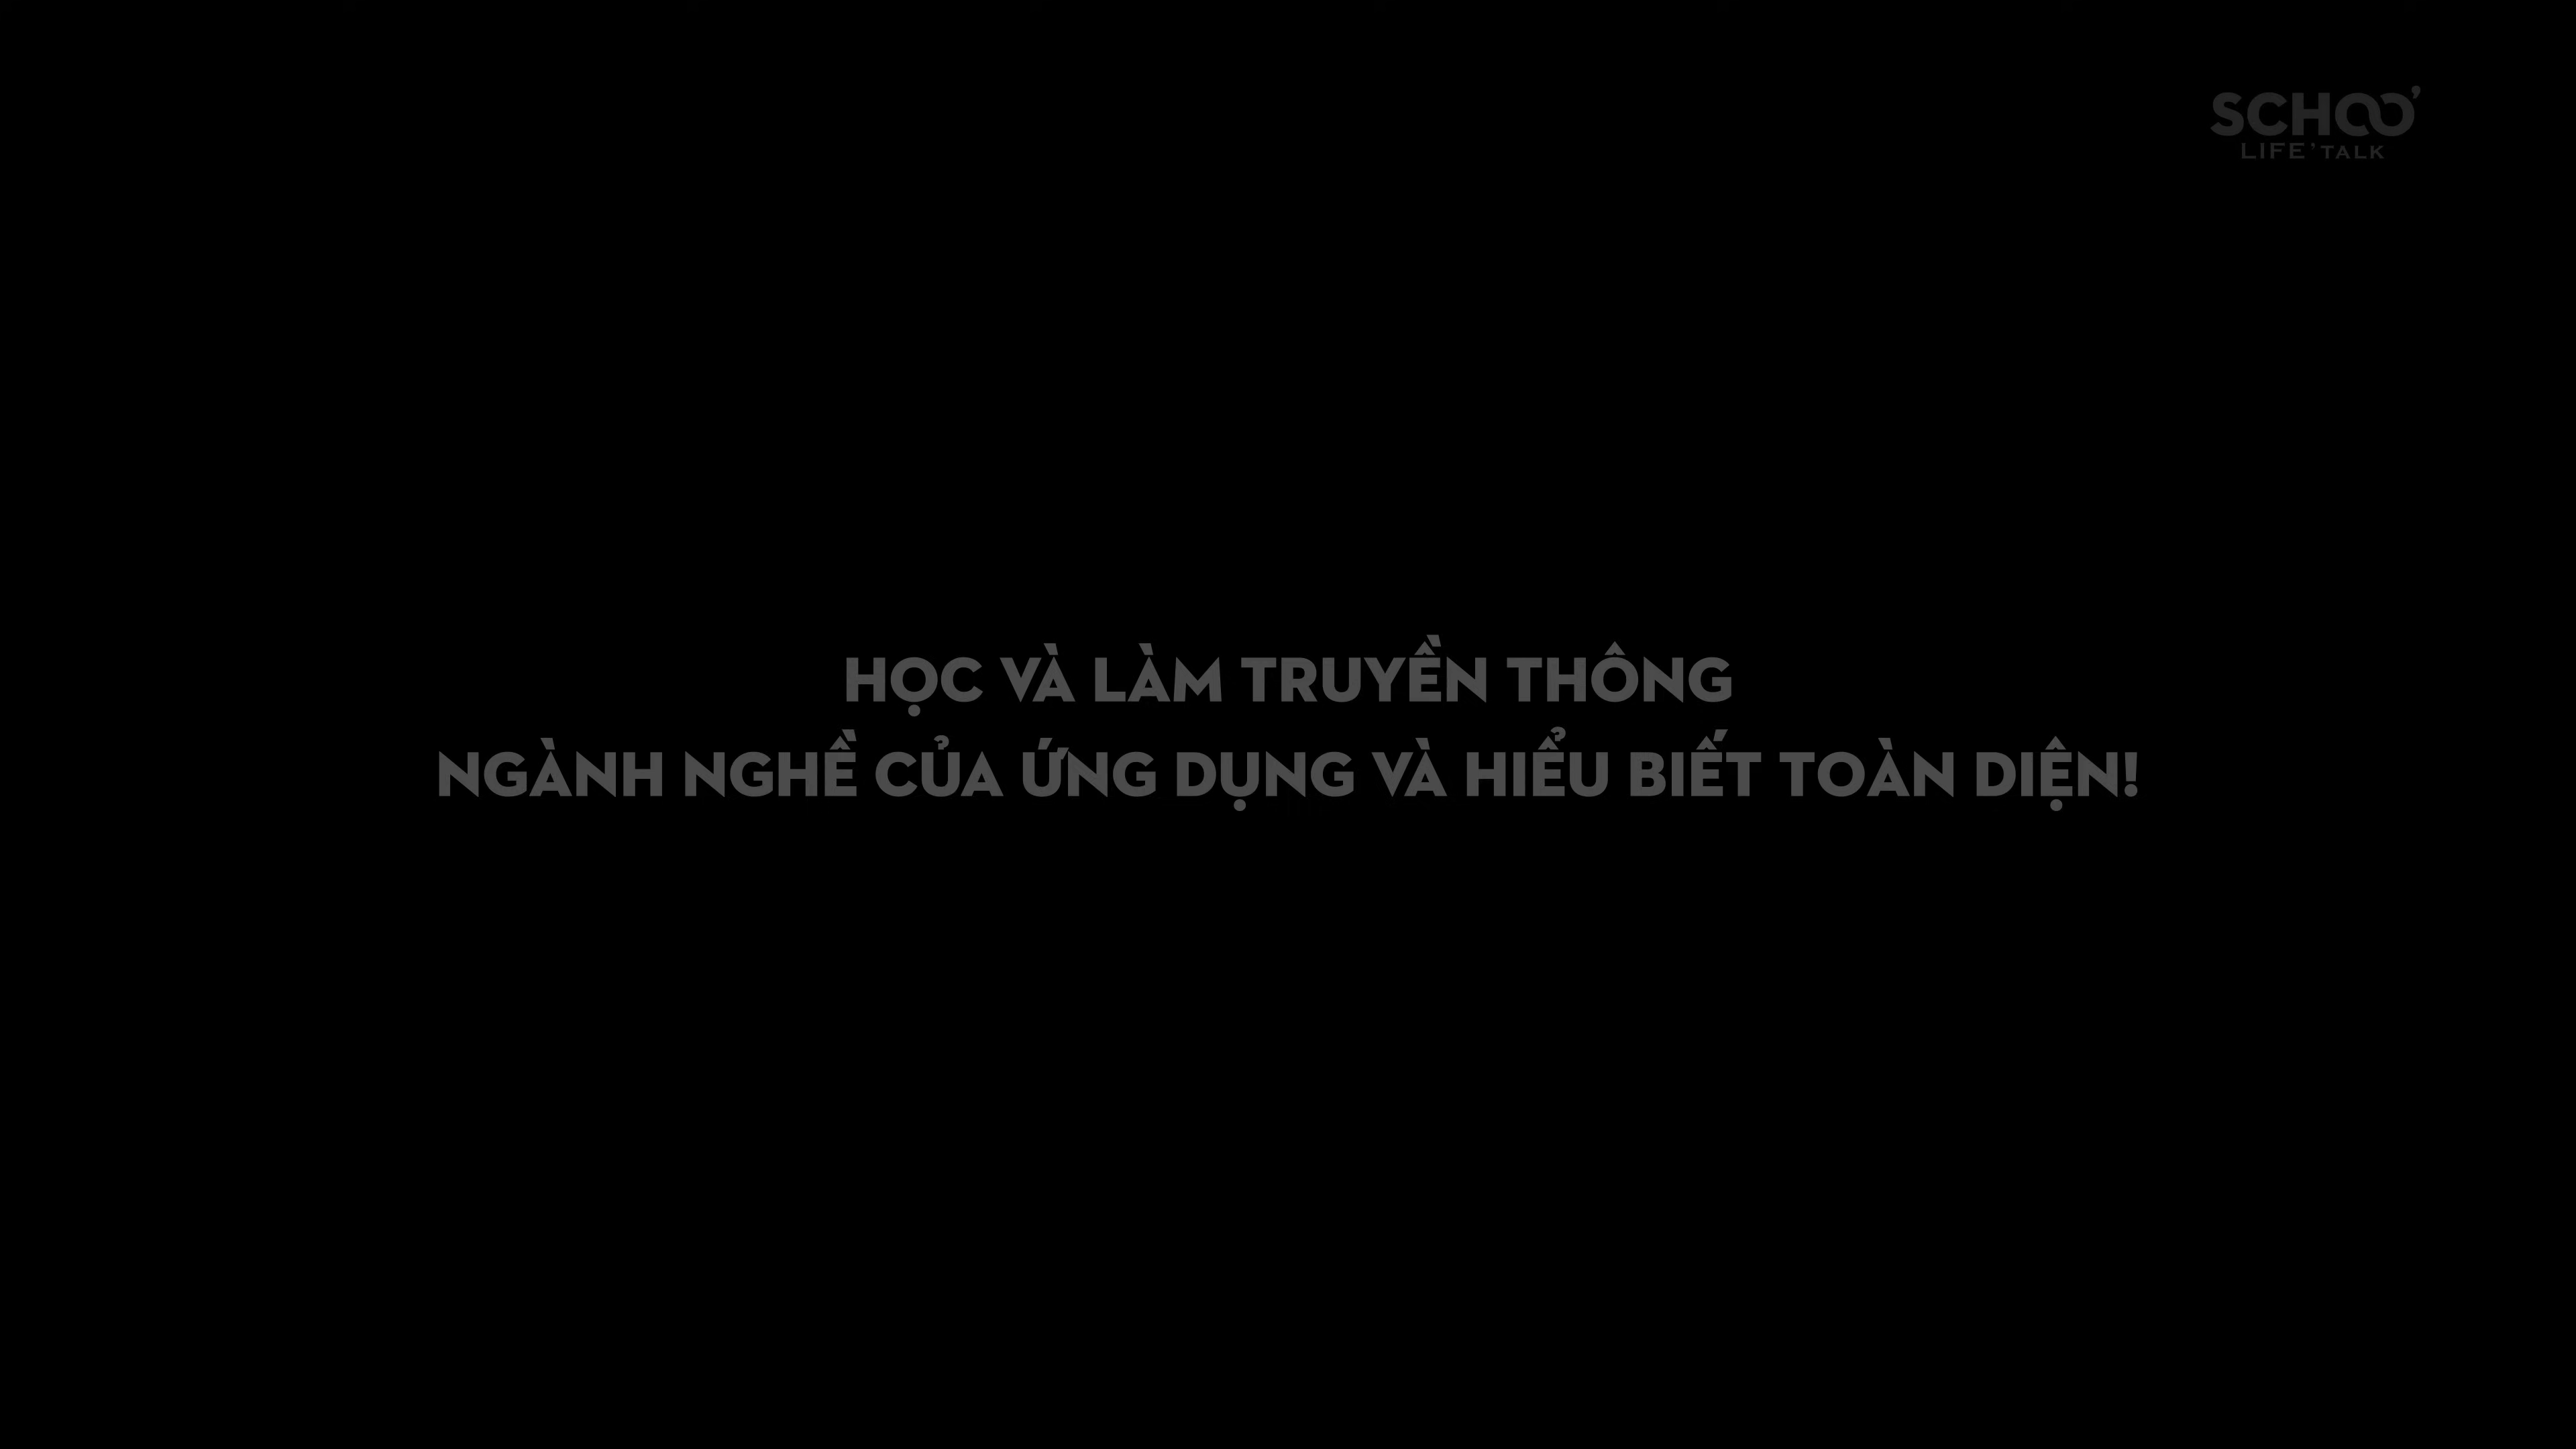 SCHOO'
LIFE'TALK
HỌC VÀ LÀM TRUYỀN THÔNG
NGÀNH NGHỀ CỦA ỨNG DỤNG VÀ HIỂU BIẾT TOÀN DIỆN!